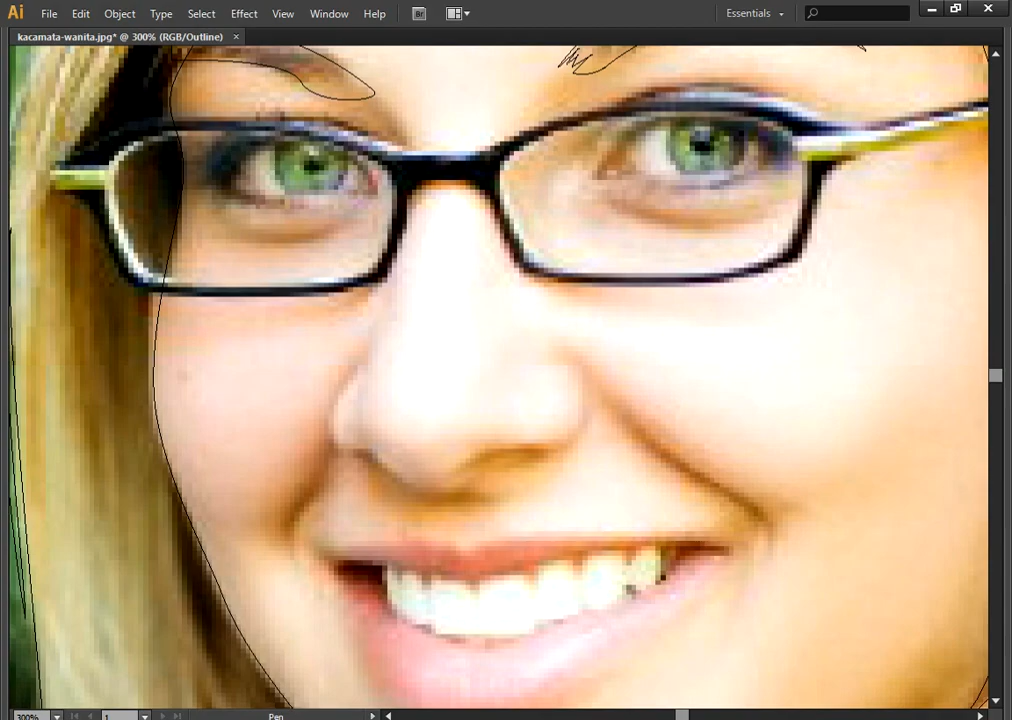 Ai File Edit Object Type Select Effect View Window Help Br Essentials
kacamata-wanita.jpg* @ 300% (RGB/Outline) ×
300% 1 Pen